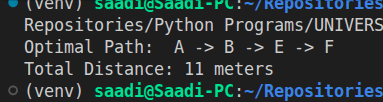 (venv) saadi@Saadi-PC:~/Repositories
Repositories/Python Programs/UNIVERS
Optimal Path:  A -> B -> E -> F
Total Distance: 11 meters
(venv) saadi@Saadi-PC:~/Repositories